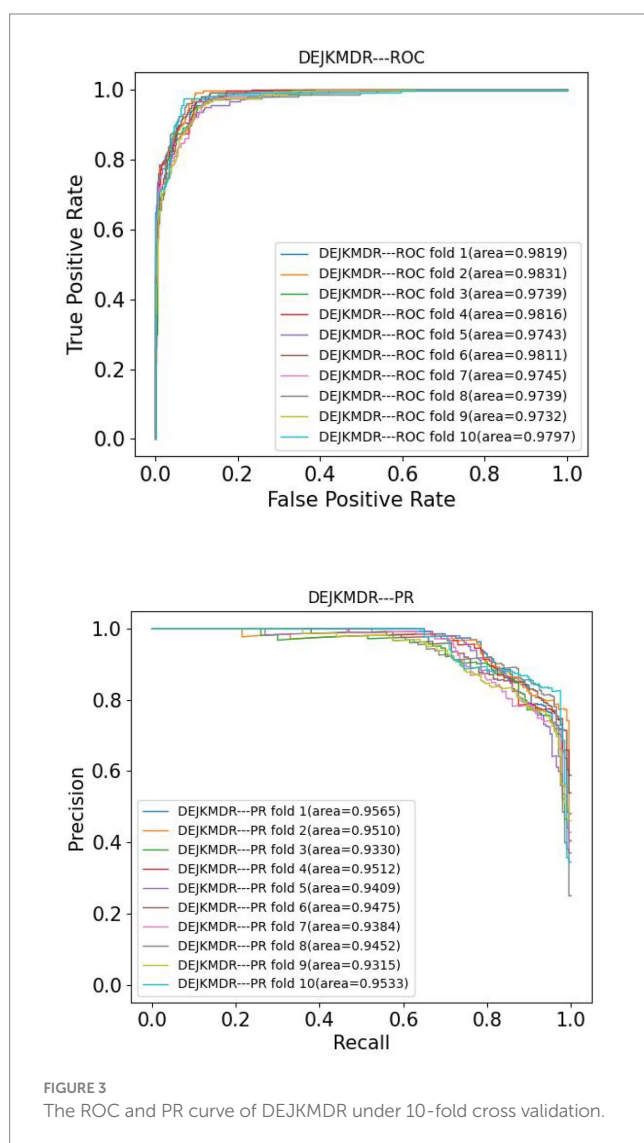 DEJKMDR---ROC
1.0
0.8
0.6
0.4
0.2
0.0
True Positive Rate
DEJKMDR---ROC fold 1(area=0.9819)
DEJKMDR---ROC fold 2(area=0.9831)
DEJKMDR---ROC fold 3(area=0.9739)
DEJKMDR---ROC fold 4(area=0.9816)
DEJKMDR---ROC fold 5(area=0.9743)
DEJKMDR---ROC fold 6(area=0.9811)
DEJKMDR---ROC fold 7(area=0.9745)
DEJKMDR---ROC fold 8(area=0.9739)
DEJKMDR---ROC fold 9(area=0.9732)
DEJKMDR---ROC fold 10(area=0.9797)
0.0 0.2 0.4 0.6 0.8 1.0
False Positive Rate
DEJKMDR---PR
1.0
0.8
0.6
0.4
0.2
0.0
Precision
DEJKMDR---PR fold 1(area=0.9565)
DEJKMDR---PR fold 2(area=0.9510)
DEJKMDR---PR fold 3(area=0.9330)
DEJKMDR---PR fold 4(area=0.9512)
DEJKMDR---PR fold 5(area=0.9409)
DEJKMDR---PR fold 6(area=0.9475)
DEJKMDR---PR fold 7(area=0.9384)
DEJKMDR---PR fold 8(area=0.9452)
DEJKMDR---PR fold 9(area=0.9315)
DEJKMDR---PR fold 10(area=0.9533)
0.0 0.2 0.4 0.6 0.8 1.0
Recall
FIGURE 3
The ROC and PR curve of DEJKMDR under 10-fold cross validation.